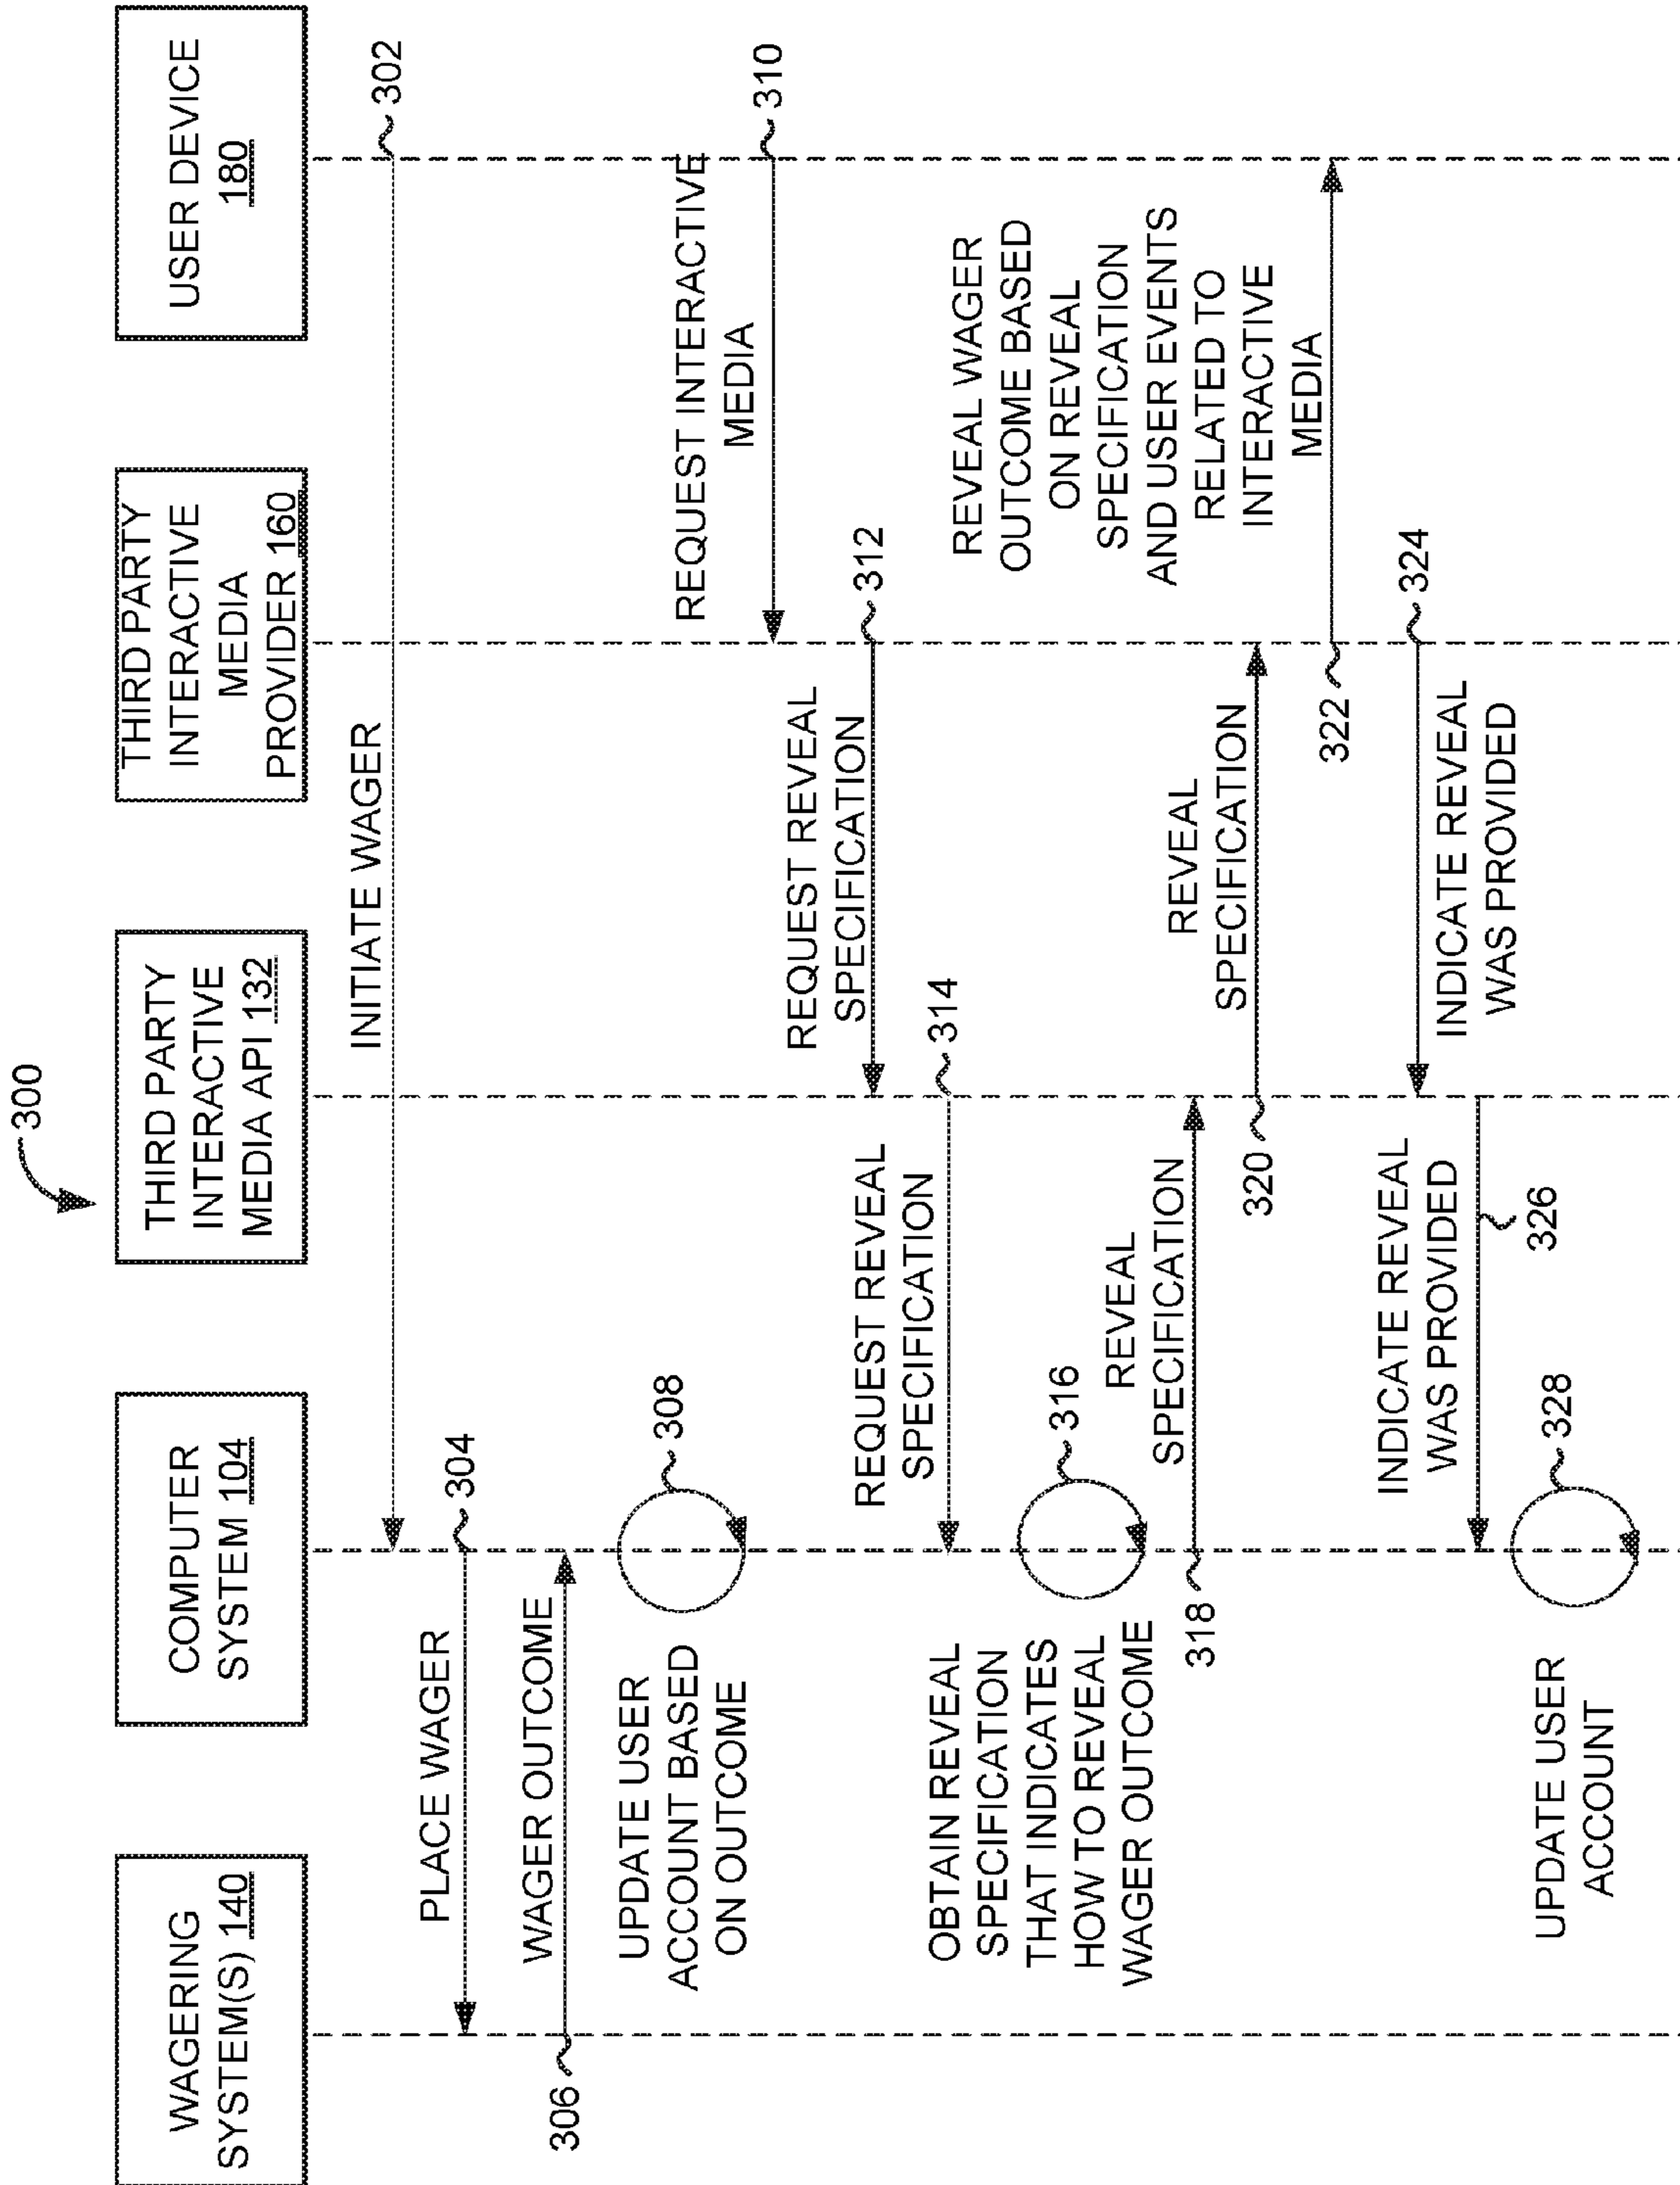 300
WAGERING
SYSTEM(S) 140
COMPUTER
SYSTEM 104
THIRD PARTY
INTERACTIVE
MEDIA API 132
THIRD PARTY
INTERACTIVE
MEDIA
PROVIDER 160
USER DEVICE
180
302
INITIATE WAGER
304
PLACE WAGER
WAGER OUTCOME
306
308
UPDATE USER
ACCOUNT BASED
ON OUTCOME
310
REQUEST INTERACTIVE
MEDIA
312
REQUEST REVEAL
SPECIFICATION
314
REQUEST REVEAL
SPECIFICATION
316
OBTAIN REVEAL
SPECIFICATION
THAT INDICATES
HOW TO REVEAL
WAGER OUTCOME
REVEAL
SPECIFICATION
318
REVEAL
SPECIFICATION
320
REVEAL WAGER
OUTCOME BASED
ON REVEAL
SPECIFICATION
AND USER EVENTS
RELATED TO
INTERACTIVE
MEDIA
322
324
INDICATE REVEAL
WAS PROVIDED
INDICATE REVEAL
WAS PROVIDED
326
328
UPDATE USER
ACCOUNT